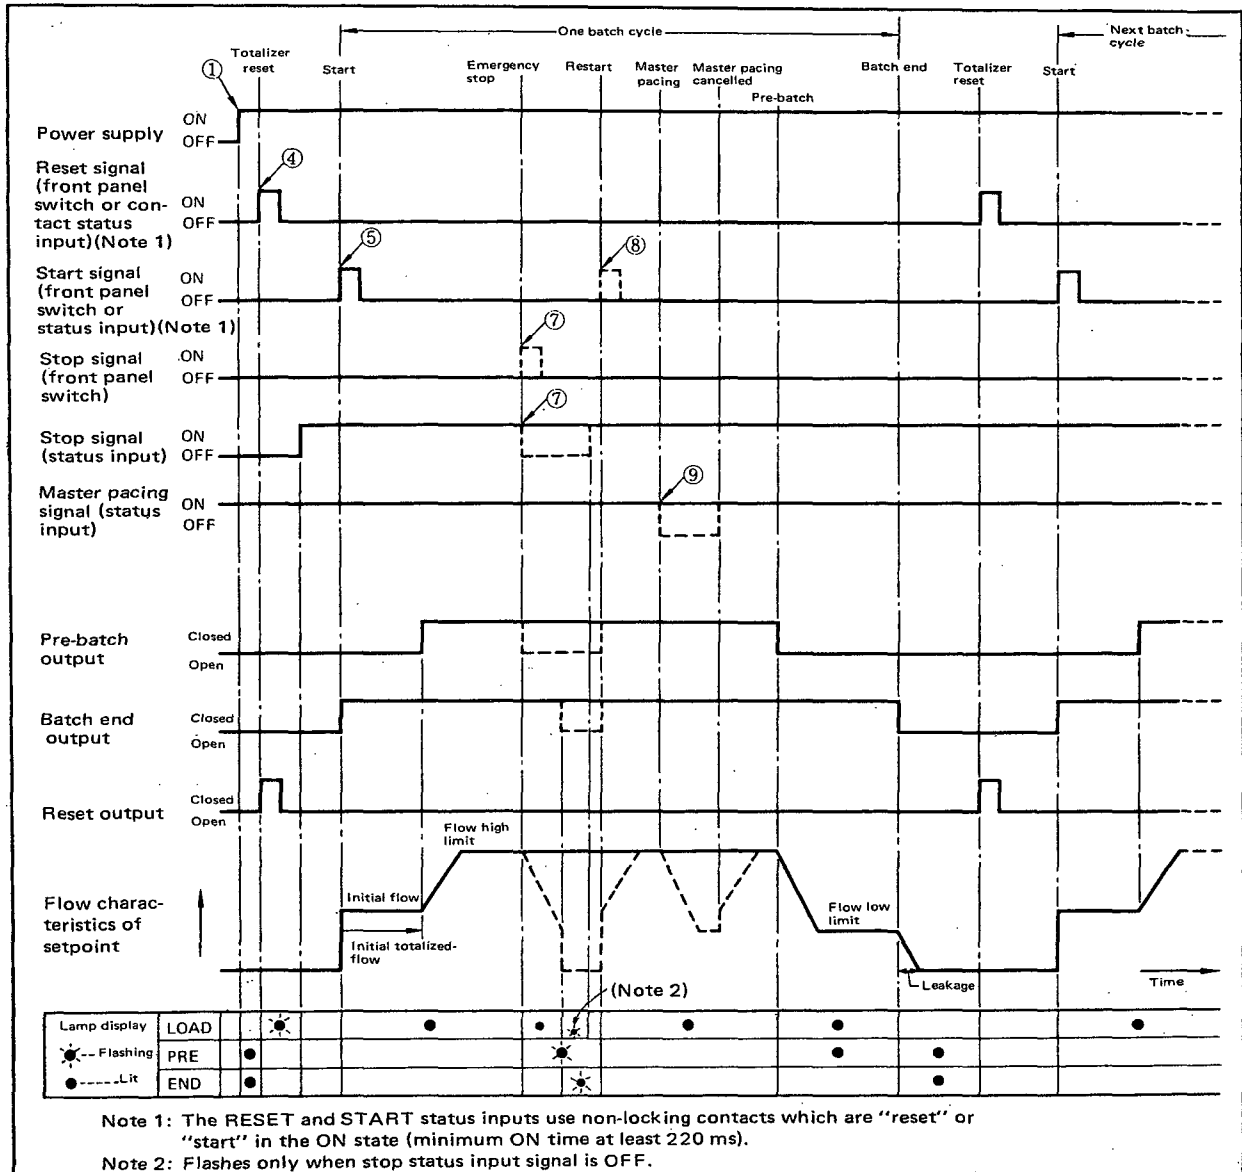 One batch cycle
Next batch
cycle
Totalizer
reset
Start
Emergency
stop
Restart
Master
pacing
Master pacing
cancelled
Pre-batch
Batch end
Totalizer
reset
Start
①
Power supply
ON
OFF
Reset signal
(front panel
switch or con-
tact status
input)(Note 1)
ON
OFF
④
Start signal
(front panel
switch or
status input)(Note 1)
ON
OFF
⑤
⑧
Stop signal
(front panel
switch)
ON
OFF
⑦
Stop signal
(status input)
ON
OFF
⑦
Master pacing
signal (status
input)
ON
OFF
⑨
Pre-batch
output
Closed
Open
Batch end
output
Closed
Open
Reset output
Closed
Open
Flow charac-
teristics of
setpoint
Flow high
limit
Initial flow
Initial totalized-
flow
Flow low
limit
Leakage
Time
(Note 2)
Lamp display
--Flashing
-----Lit
LOAD
PRE
END
Note 1: The RESET and START status inputs use non-locking contacts which are "reset" or
"start" in the ON state (minimum ON time at least 220 ms).
Note 2: Flashes only when stop status input signal is OFF.